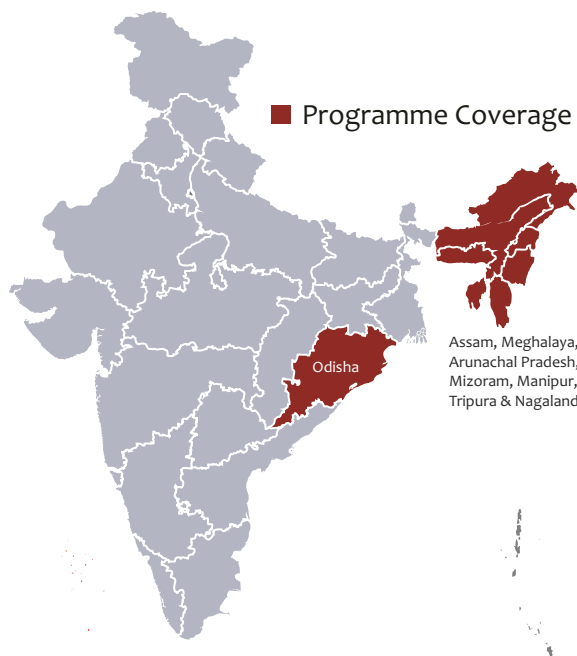 Programme Coverage
Odisha
Assam, Meghalaya,
Arunachal Pradesh,
Mizoram, Manipur,
Tripura & Nagaland